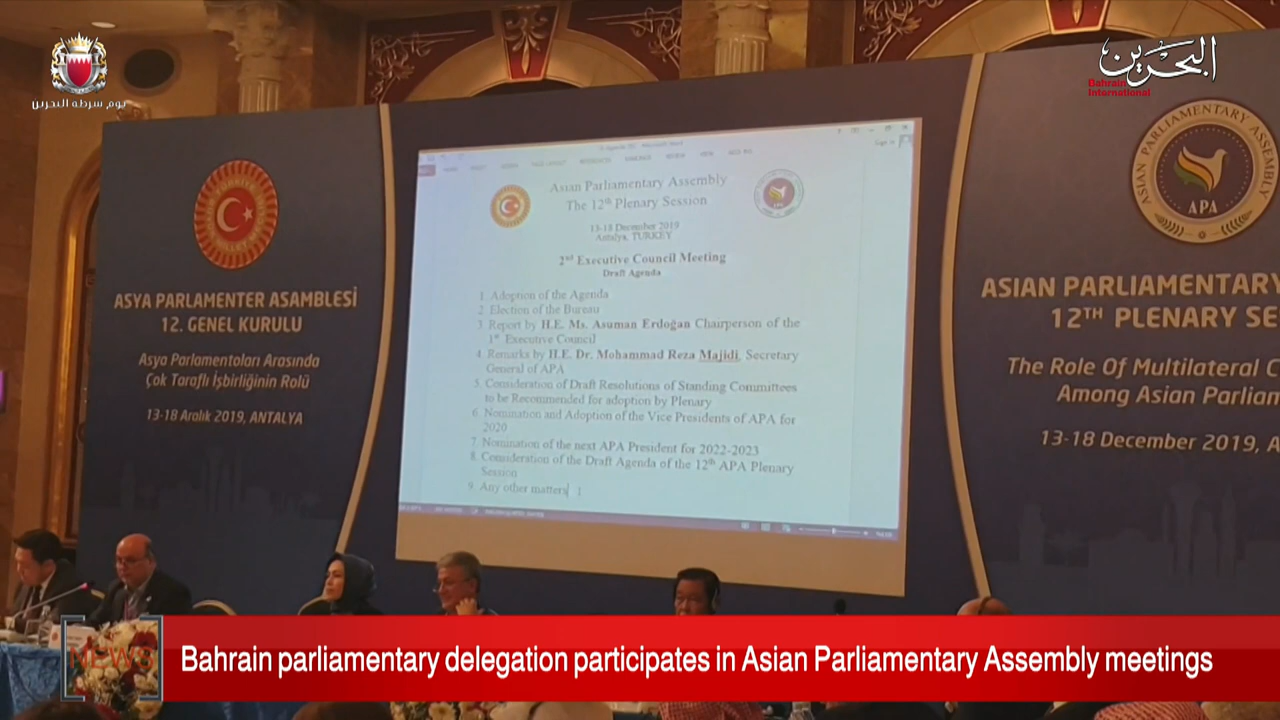 يوم شرطة البحرين
البحرين
Bahrain
International
TÜRKİYE
ASYA PARLAMENTER ASAMBLESİ
12. GENEL KURULU
Asya Parlamentoları Arasında
Çok Taraflı İşbirliğinin Rolü
13-18 Aralık 2019, ANTALYA
Sign in
Asian Parliamentary Assembly
The 12th Plenary Session
13-18 December 2019
Antalya, TURKEY
2nd Executive Council Meeting
Draft Agenda
1. Adoption of the Agenda
2. Election of the Bureau
3. Report by H.E. Ms. Asuman Erdoğan Chairperson of the
1st Executive Council
4. Remarks by H.E. Dr. Mohammad Reza Majidi, Secretary
General of APA
5. Consideration of Draft Resolutions of Standing Committees
to be Recommended for adoption by Plenary
6. Nomination and Adoption of the Vice Presidents of APA for
2020
7. Nomination of the next APA President for 2022-2023
8. Consideration of the Draft Agenda of the 12th APA Plenary
Session
9. Any other matters
ASIAN PARLIAMENTARY ASSEMBLY
APA
ASIAN PARLIAMENTARY
12TH PLENARY SE
The Role Of Multilateral C
Among Asian Parliam
13-18 December 2019, A
NEWS
Bahrain parliamentary delegation participates in Asian Parliamentary Assembly meetings